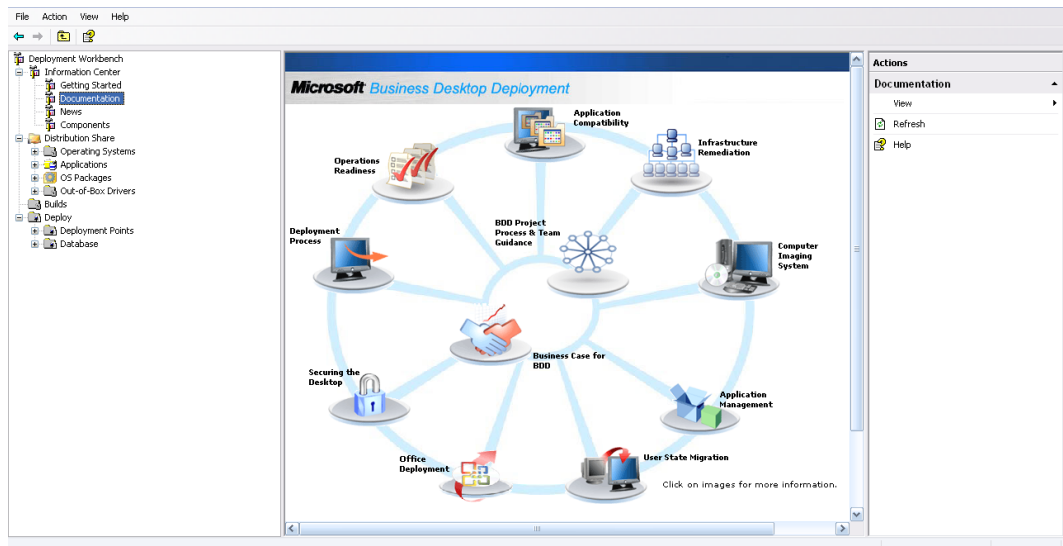 File Action View Help
Deployment Workbench
Information Center
Getting Started
Documentation
News
Components
Distribution Share
Operating Systems
Applications
OS Packages
Out-of-Box Drivers
Builds
Deploy
Deployment Points
Database
Microsoft Business Desktop Deployment
Application
Compatibility
Infrastructure
Remediation
Operations
Readiness
BDD Project
Process & Team
Guidance
Deployment
Process
Computer
Imaging
System
Business Case for
BDD
Securing the
Desktop
Application
Management
Office
Deployment
User State Migration
Click on images for more information.
Actions
Documentation
View
Refresh
Help